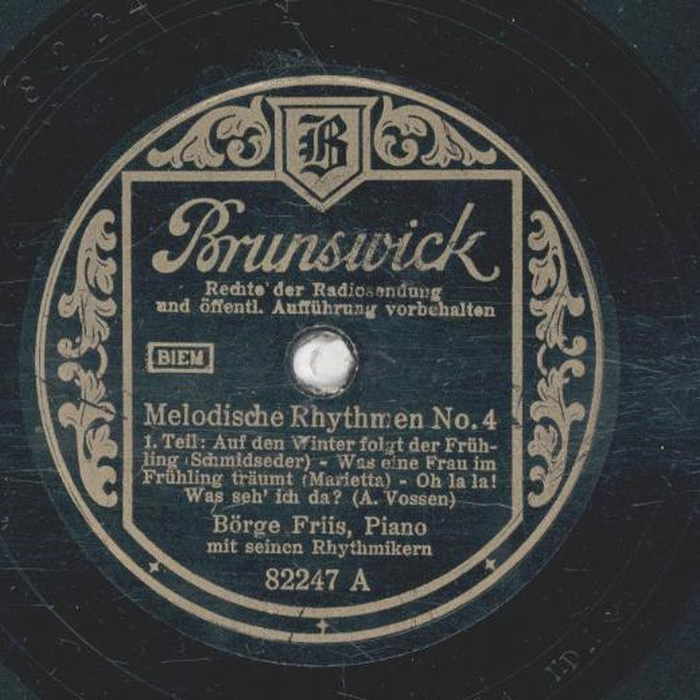 B
Brunswick
Rechte der Radiosendung
und öffentl. Aufführung vorbehalten
BIEM
Melodische Rhythmen No. 4
1. Teil: Auf den Winter folgt der Früh-
ling (Schmidseder) - Was eine Frau im
Frühling träumt (Marietta) - Oh la la!
Was seh' ich da? (A. Vossen)
Börge Friis, Piano
mit seinen Rhythmikern
82247 A